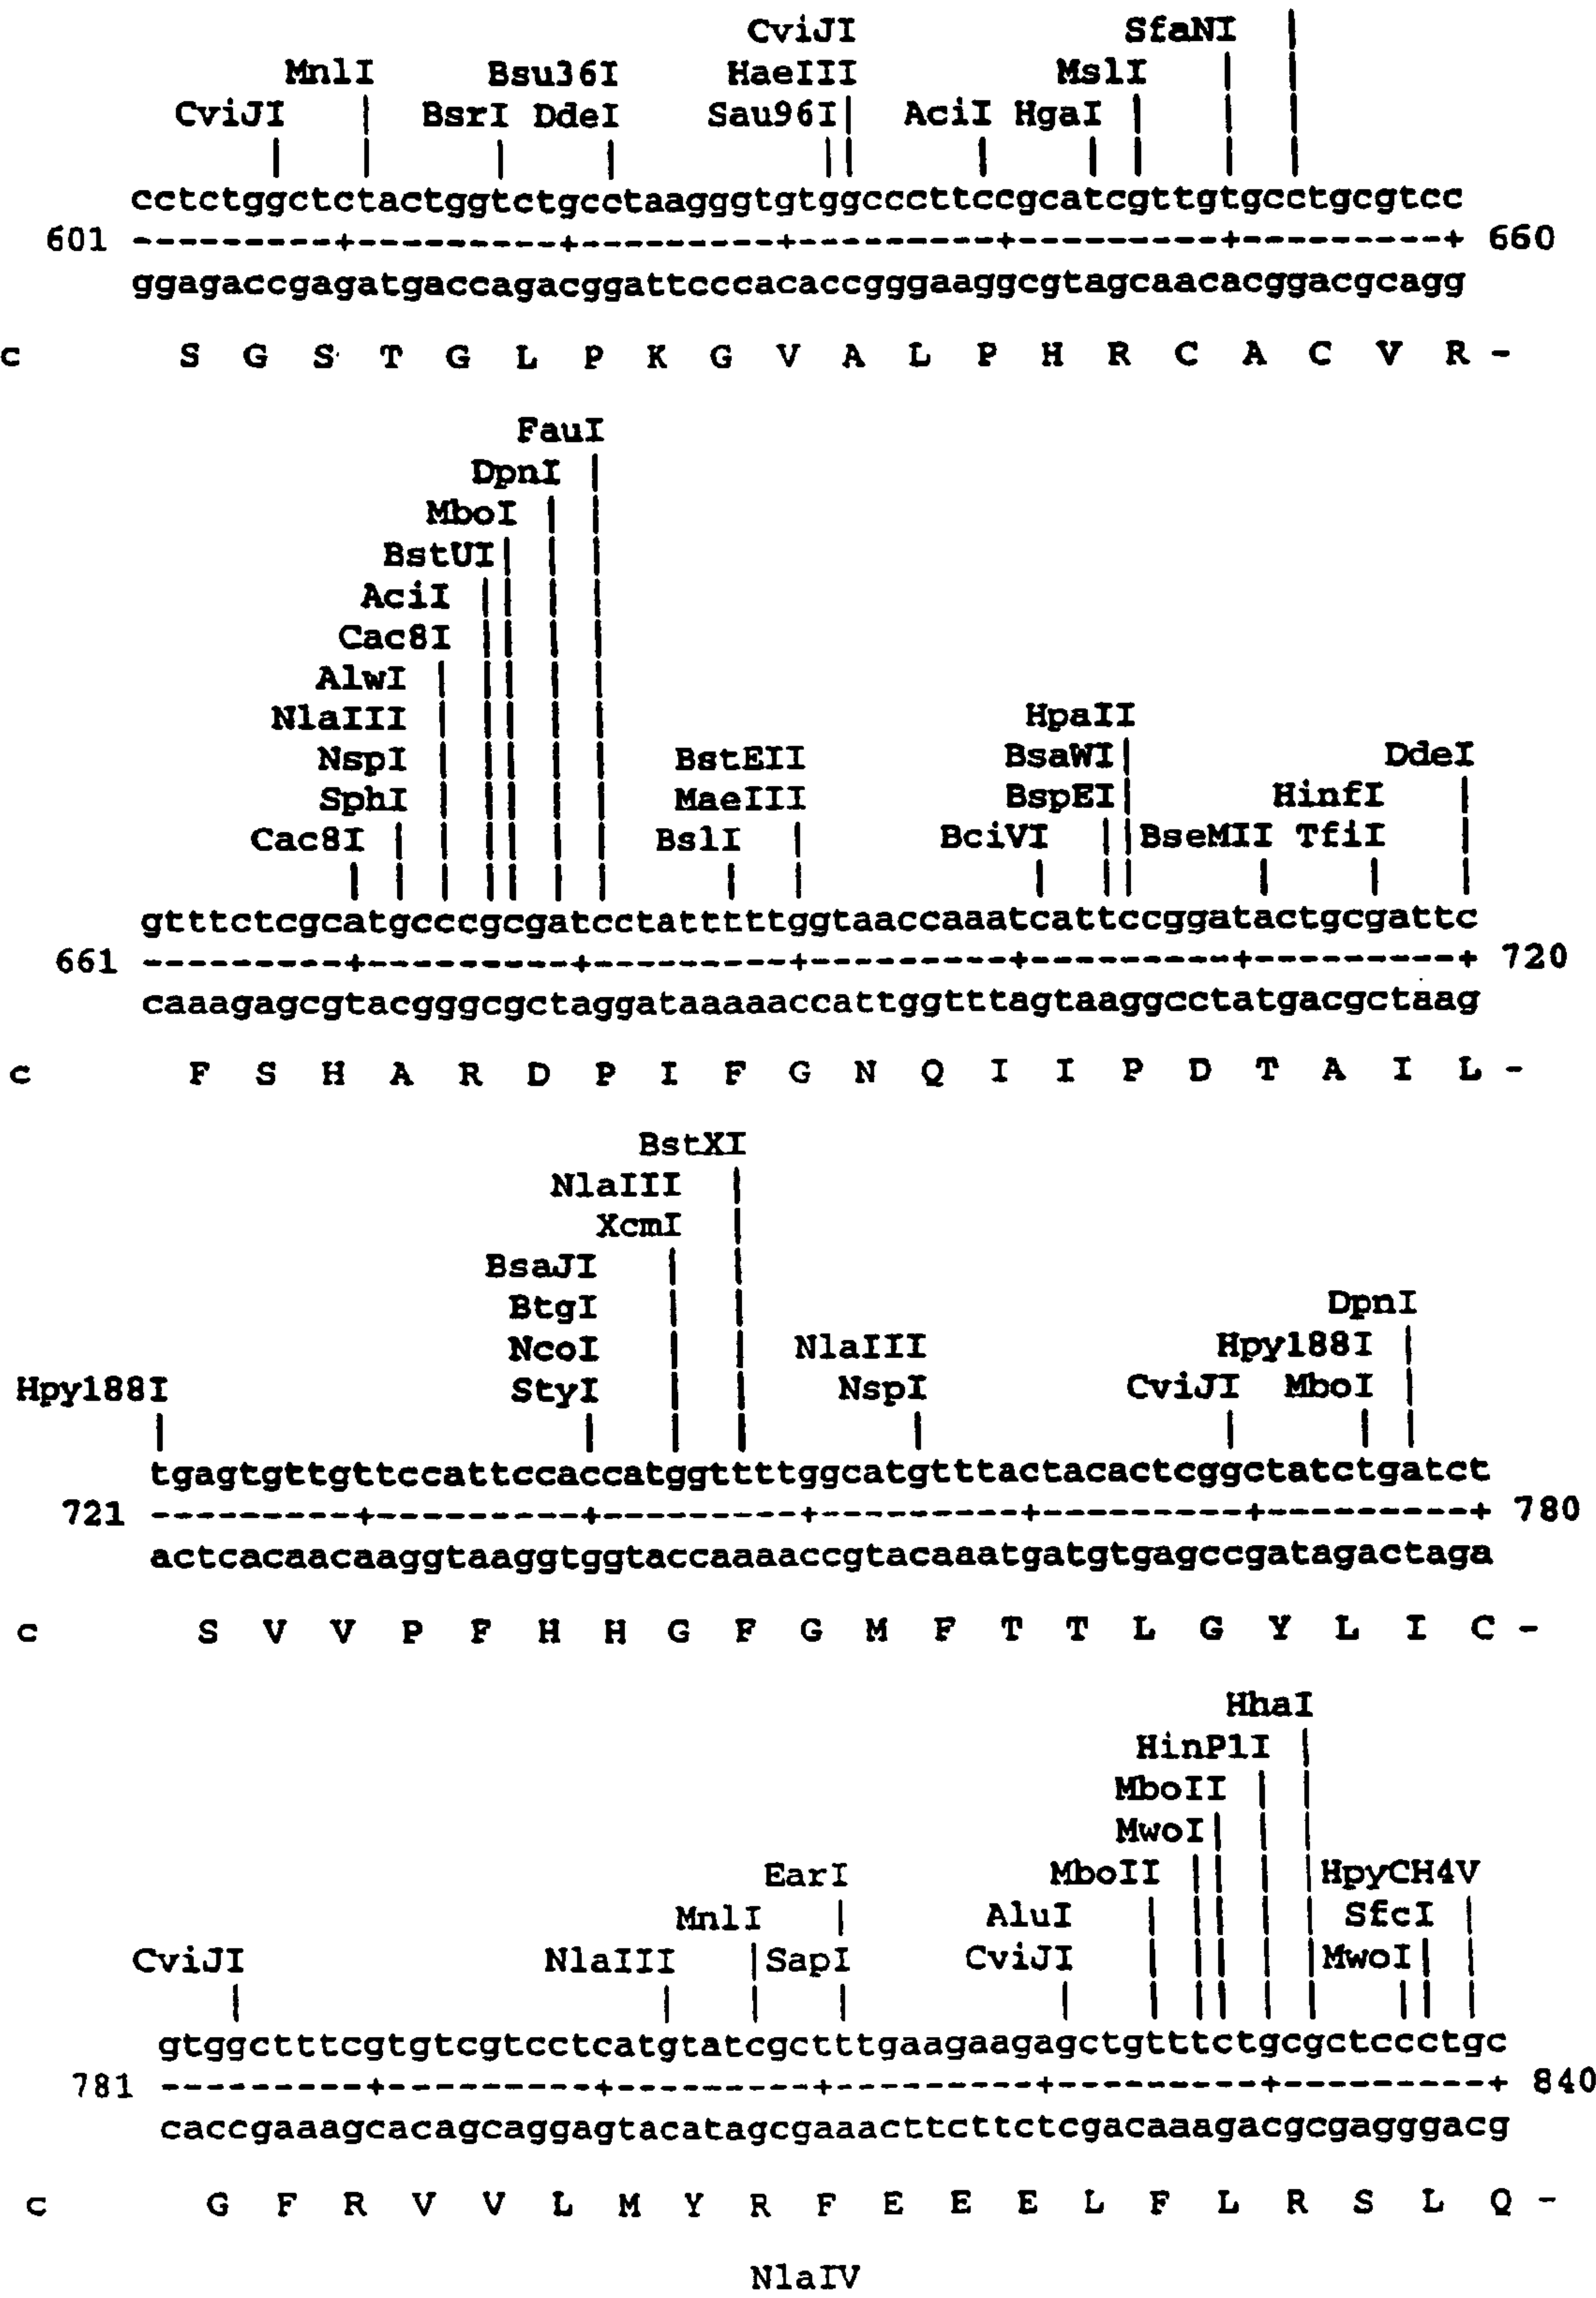 CviJI SfaNI
MnlI Bsu36I HaeIII MslI
CviJI BsrI DdeI Sau96I AciI HgaI
cctctggctctactggtctgcctaagggtgtggcccttccgcatcgttgtgcctgcgtcc
601 ---------+---------+---------+---------+---------+---------+ 660
ggagaccgagatgaccagacggattcccacaccgggaaggcgtagcaacacggacgcagg
c S G S T G L P K G V A L P H R C A C V R -
FauI
DpnI
MboI
BstUI
AciI
Cac8I
AlwI
NlaIII HpaII
NspI BstEII BsaWI DdeI
SphI MaeIII BspEI HinfI
Cac8I BslI BciVI BseMII TfiI
gtttctcgcatgcccgcgatcctatttttggtaaccaaatcattccggatactgcgattc
661 ---------+---------+---------+---------+---------+---------+ 720
caaagagcgtacgggcgctaggataaaaaccattggtttagtaaggcctatgacgctaag
c F S H A R D P I F G N Q I I P D T A I L -
BstXI
NlaIII
XcmI
BsaJI
BtgI DpnI
NcoI NlaIII Hpy188I
Hpy188I StyI NspI CviJI MboI
tgagtgttgttccattccaccatggttttggcatgtttactacactcggctatctgatct
721 ---------+---------+---------+---------+---------+---------+ 780
actcacaacaaggtaaggtggtaccaaaaccgtacaaatgatgtgagccgatagactaga
c S V V P F H H G F G M F T T L G Y L I C -
HhaI
HinP1I
MboII
MwoI
EarI MboII HpyCH4V
MnlI AluI SfcI
CviJI NlaIII SapI CviJI MwoI
gtggctttcgtgtcgtcctcatgtatcgctttgaagaagagctgtttctgcgctccctgc
781 ---------+---------+---------+---------+---------+---------+ 840
caccgaaagcacagcaggagtacatagcgaaacttcttctcgacaaagacgcgagggacg
c G F R V V L M Y R F E E E L F L R S L Q -
NlaIV